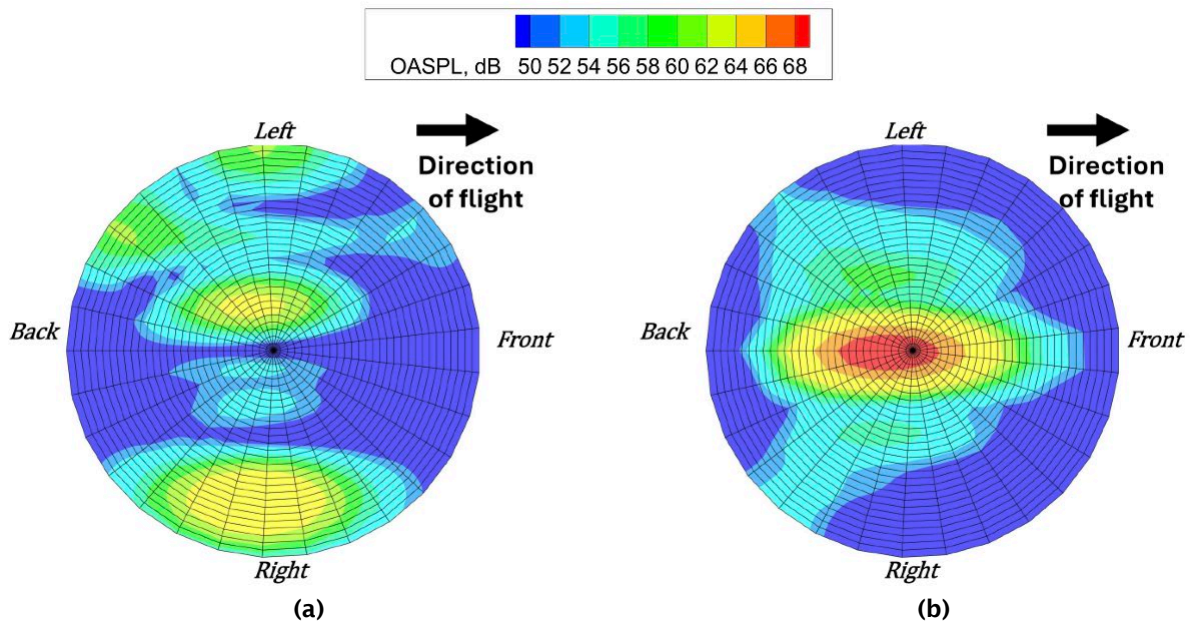 OASPL, dB 50 52 54 56 58 60 62 64 66 68
Left
Direction
of flight
Back
Front
Right
(a)
Left
Direction
of flight
Back
Front
Right
(b)